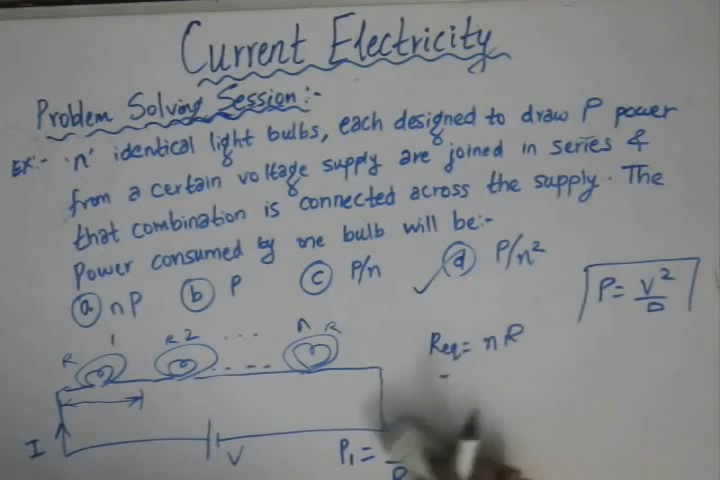 Current Electricity
Problem Solving Session:-
Ex:- 'n' identical light bulbs, each designed to draw P power
from a certain voltage supply are joined in series &
that combination is connected across the supply. The
Power consumed by one bulb will be:-
(a) nP (b) P (c) P/n (d) P/n²
P = V²
R 1 R 2 ... n R
Req = nR
I
V
P₁ =